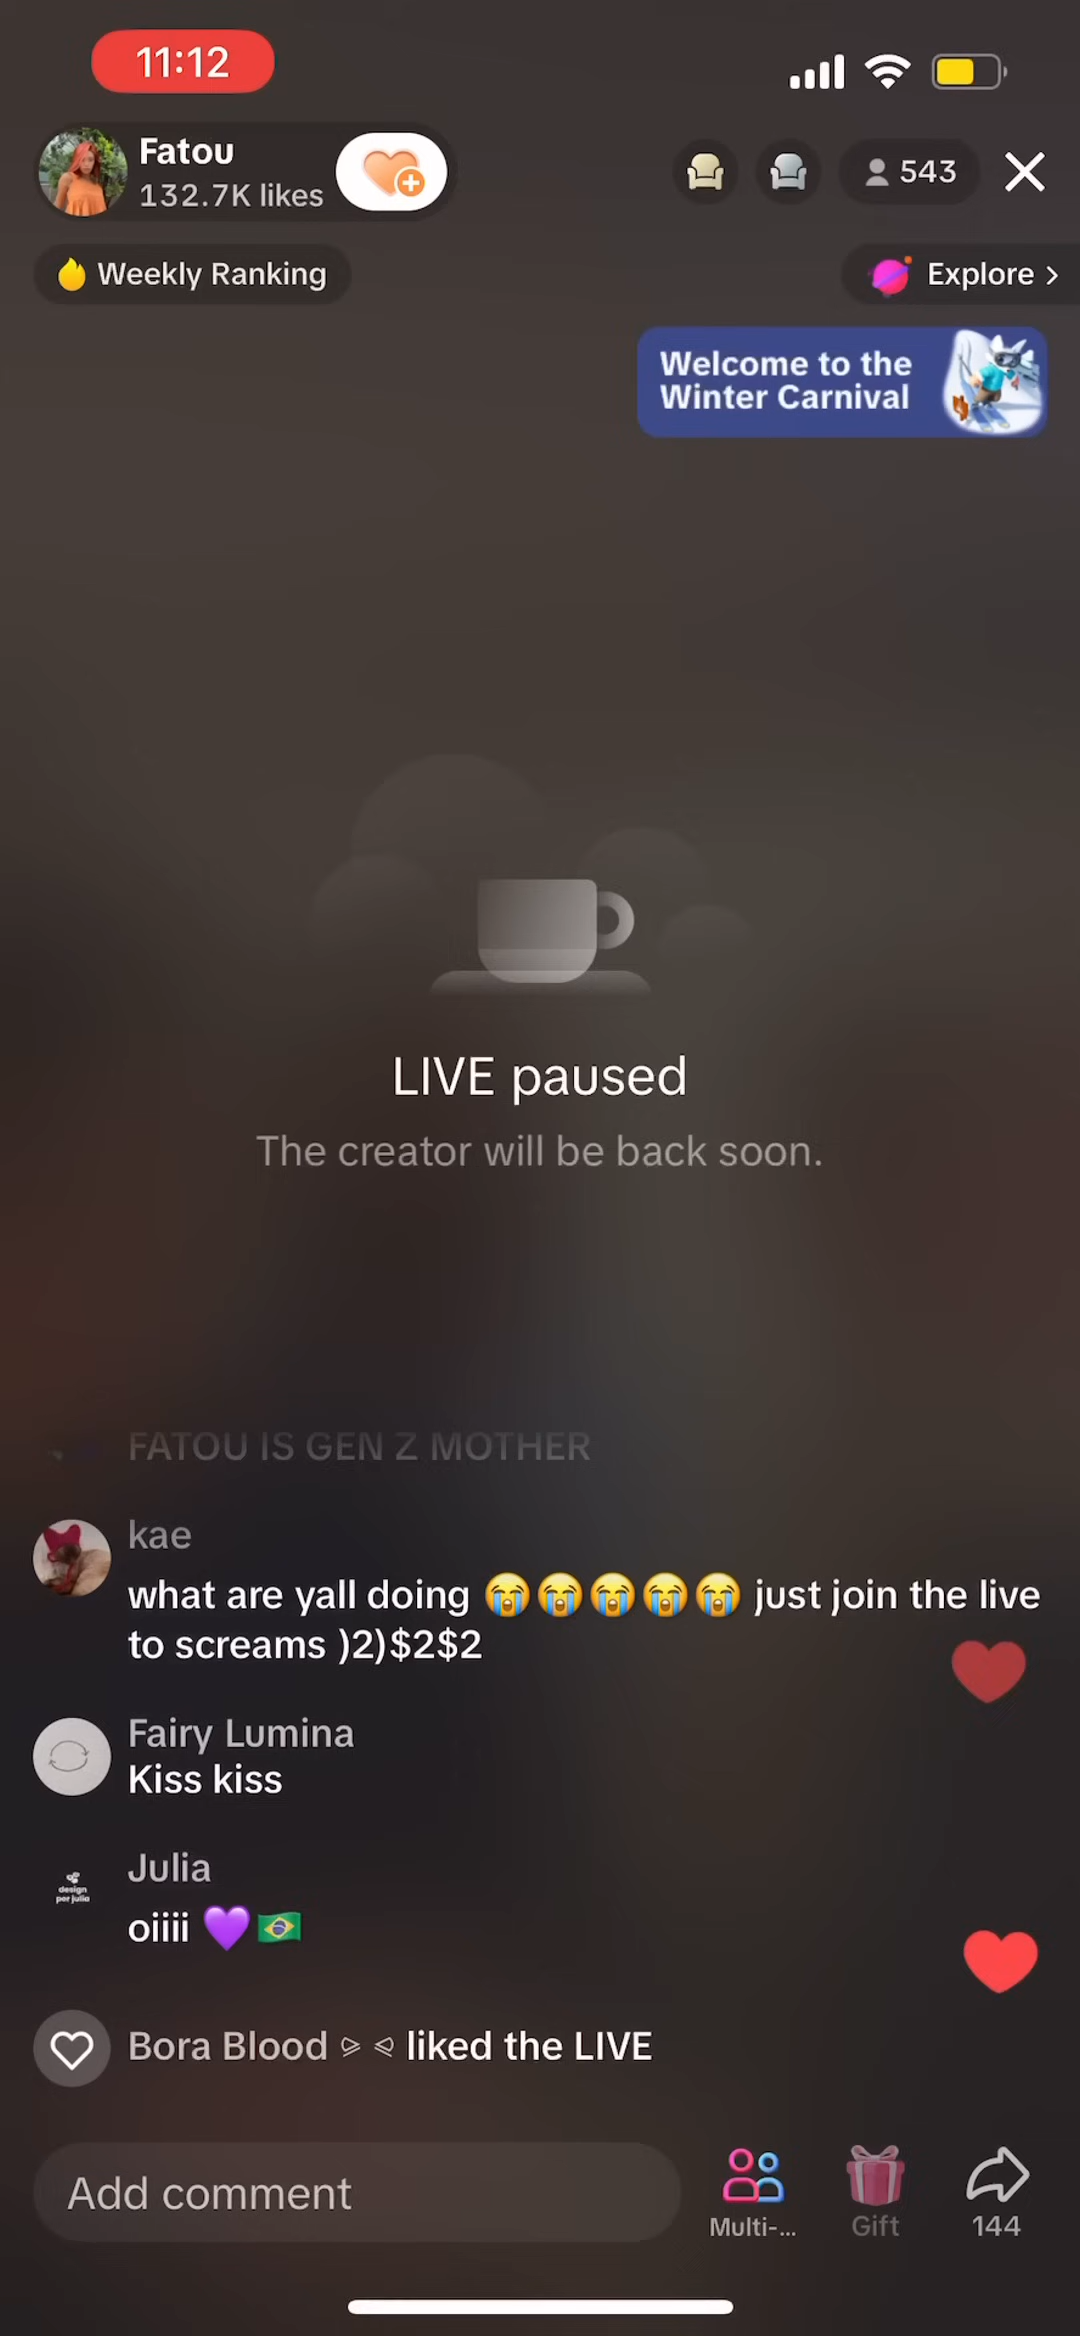 11:12
Fatou
132.7K likes
543
Weekly Ranking
Explore
Welcome to the
Winter Carnival
LIVE paused
The creator will be back soon.
FATOU IS GEN Z MOTHER
kae
what are yall doing 😭😭😭😭😭 just join the live
to screams )2)$2$2
Fairy Lumina
Kiss kiss
design
por julia
Julia
oiiii 💜🇧🇷
Bora Blood ⩥ ⩤ liked the LIVE
Add comment
Multi-...
Gift
144